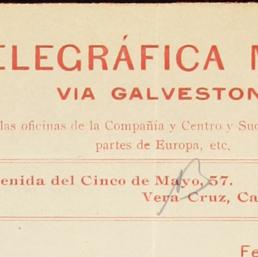 ELEGRÁFICA M
VIA GALVESTON
las oficinas de la Compañia y Centro y Suc
partes de Europa, etc.
enida del Cinco de Mayo, 57.
Vera Cruz, Ca
Fe